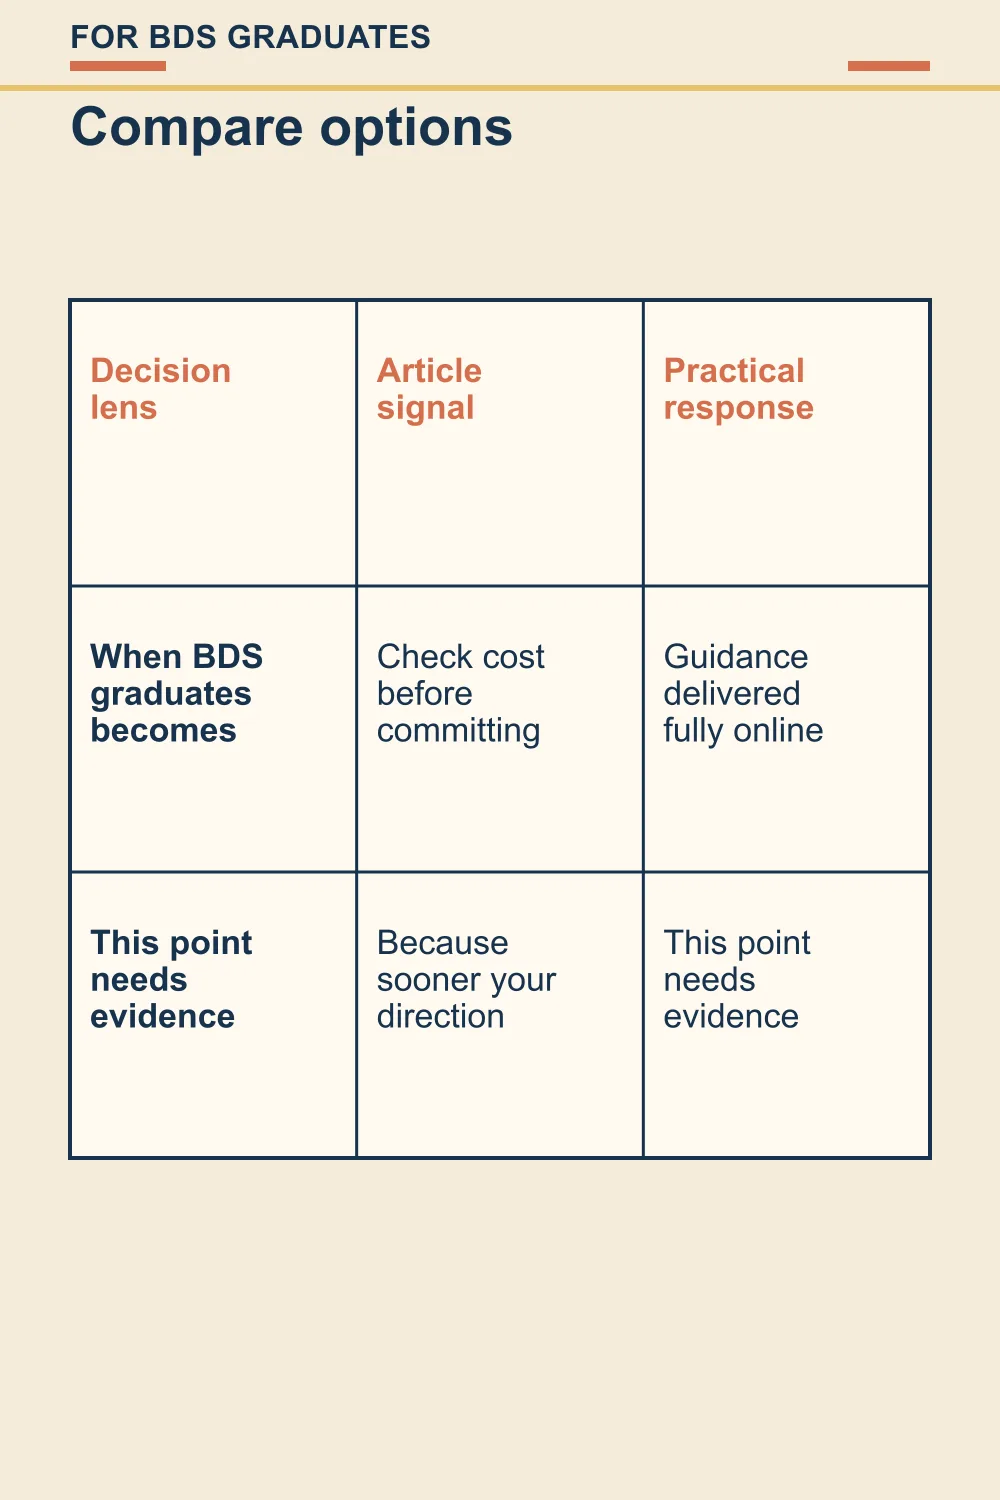 FOR BDS GRADUATES
Compare options
Decision
lens
Article
signal
Practical
response
When BDS
graduates
becomes
Check cost
before
committing
Guidance
delivered
fully online
This point
needs
evidence
Because
sooner your
direction
This point
needs
evidence